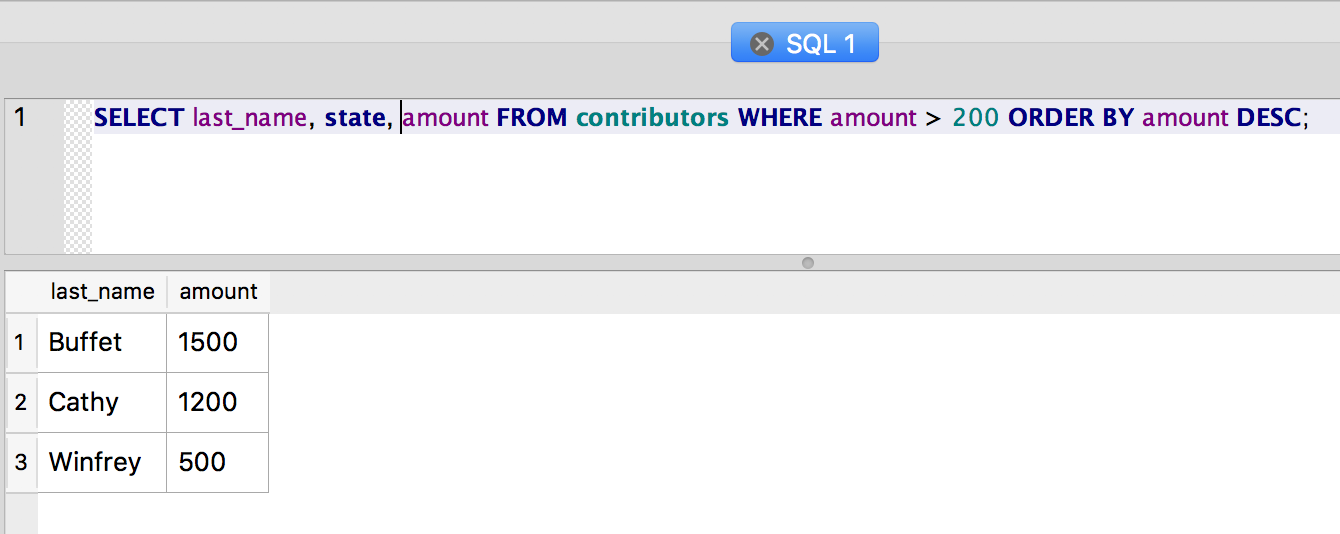 SQL 1
1 SELECT last_name, state, amount FROM contributors WHERE amount > 200 ORDER BY amount DESC;
last_name amount
1 Buffet 1500
2 Cathy 1200
3 Winfrey 500